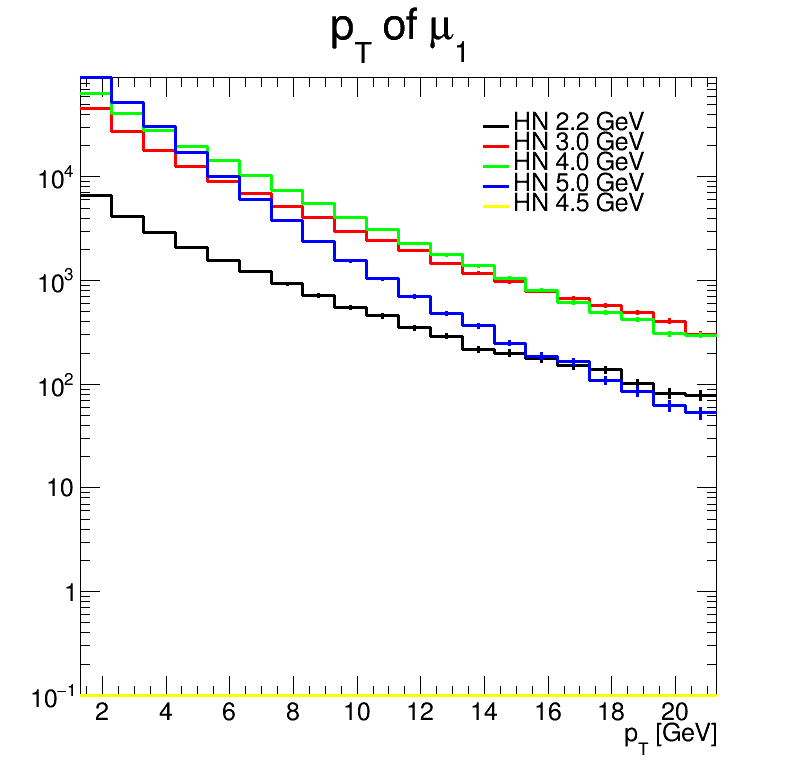 p_T of μ_1
HN 2.2 GeV
HN 3.0 GeV
HN 4.0 GeV
HN 5.0 GeV
HN 4.5 GeV
10^4
10^3
10^2
10
1
10^−1
2 4 6 8 10 12 14 16 18 20
p_T [GeV]